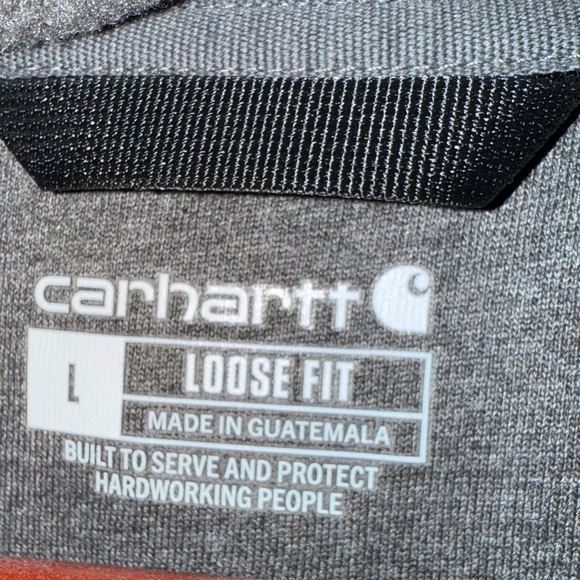 carhartt
L
LOOSE FIT
MADE IN GUATEMALA
BUILT TO SERVE AND PROTECT
HARDWORKING PEOPLE